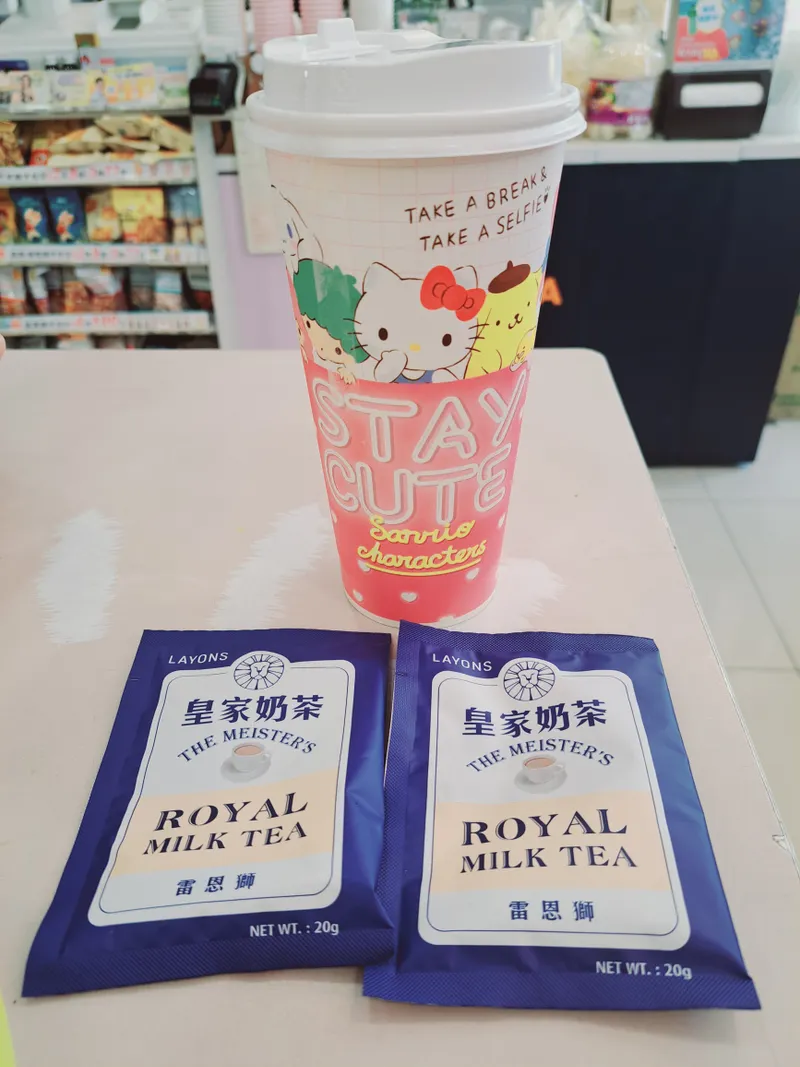 TAKE A BREAK &
TAKE A SELFIE
STAY
CUTE
Sanrio
characters
LAYONS
皇家奶茶
THE MEISTER'S
ROYAL
MILK TEA
雷恩獅
NET WT. : 20g
LAYONS
皇家奶茶
THE MEISTER'S
ROYAL
MILK TEA
雷恩獅
NET WT. : 20g